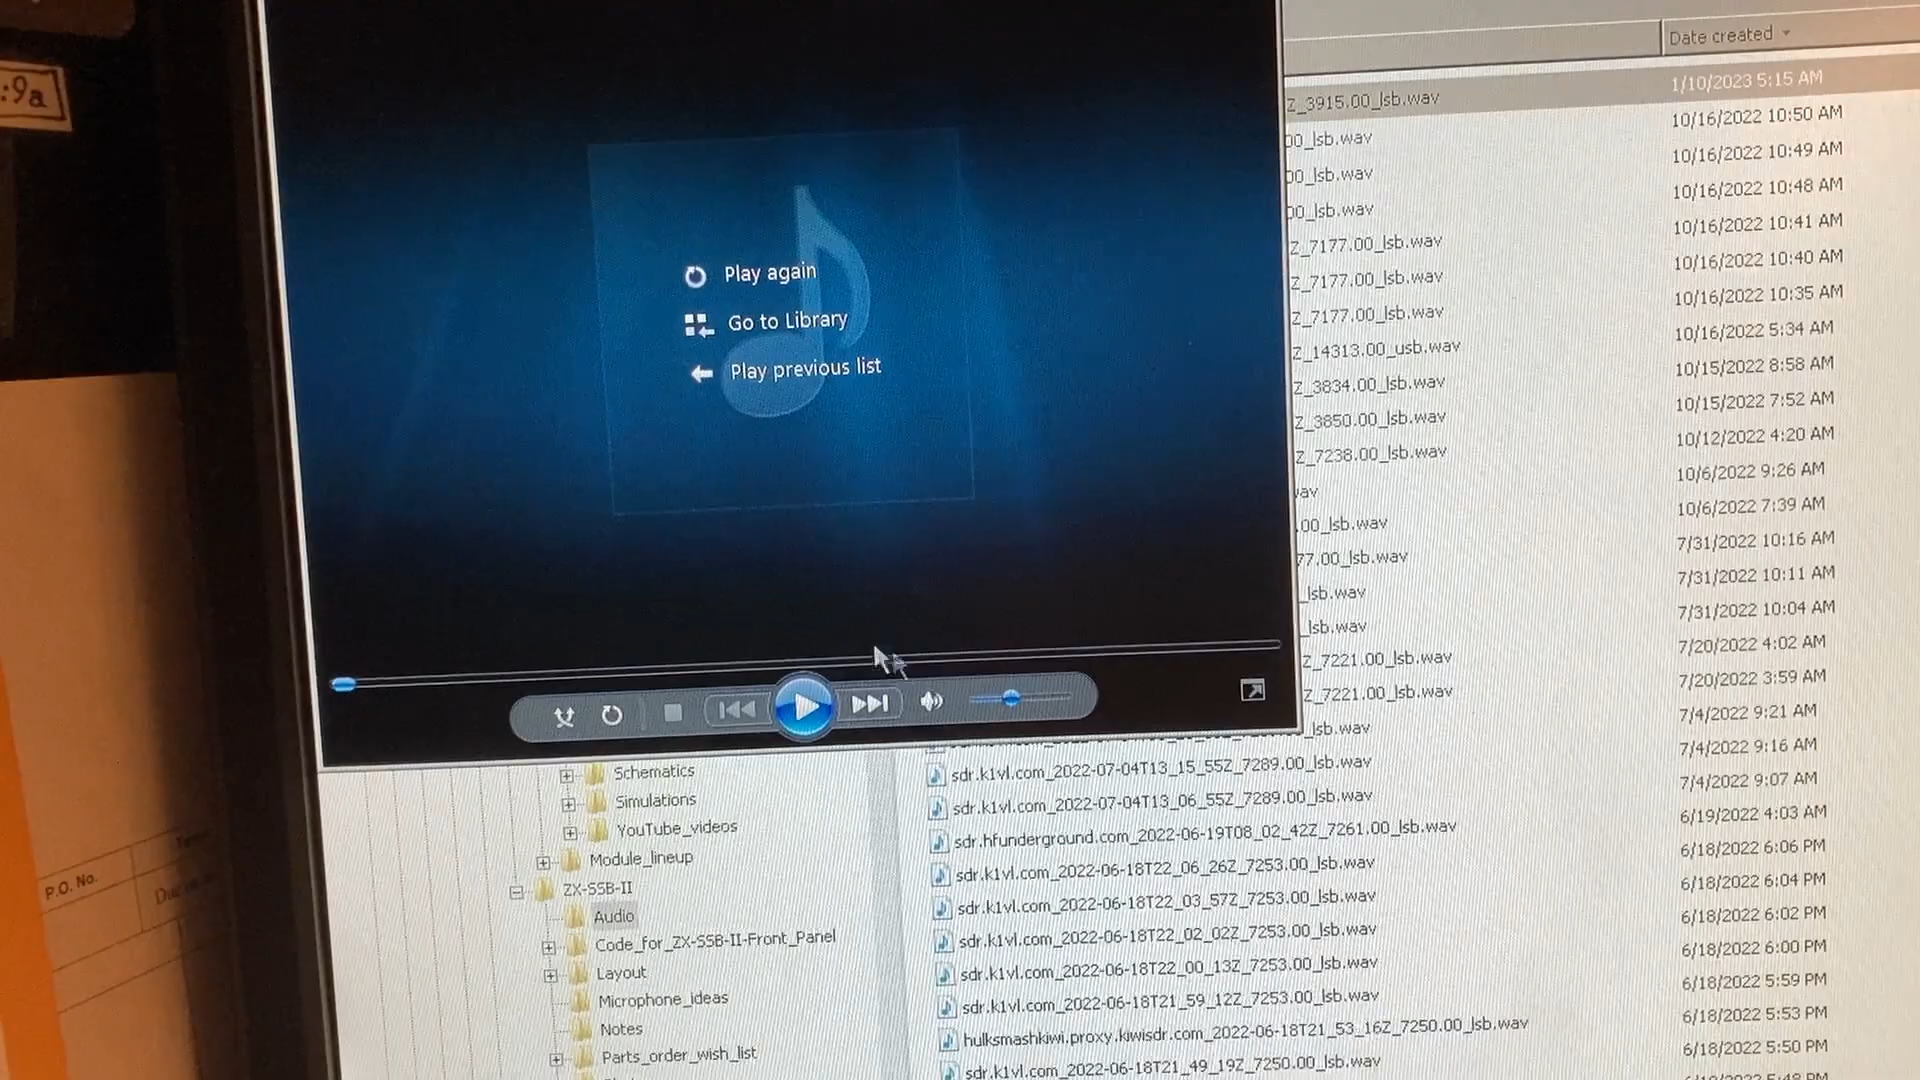 :9a
Date created
Z_3915.00_lsb.wav 1/10/2023 5:15 AM
00_lsb.wav 10/16/2022 10:50 AM
00_lsb.wav 10/16/2022 10:49 AM
00_lsb.wav 10/16/2022 10:48 AM
Z_7177.00_lsb.wav 10/16/2022 10:41 AM
Z_7177.00_lsb.wav 10/16/2022 10:40 AM
Z_7177.00_lsb.wav 10/16/2022 10:35 AM
Z_14313.00_usb.wav 10/16/2022 5:34 AM
Z_3834.00_lsb.wav 10/15/2022 8:58 AM
Z_3850.00_lsb.wav 10/15/2022 7:52 AM
Z_7238.00_lsb.wav 10/12/2022 4:20 AM
vav 10/6/2022 9:26 AM
.00_lsb.wav 10/6/2022 7:39 AM
77.00_lsb.wav 7/31/2022 10:16 AM
_lsb.wav 7/31/2022 10:11 AM
_lsb.wav 7/31/2022 10:04 AM
Z_7221.00_lsb.wav 7/20/2022 4:02 AM
Z_7221.00_lsb.wav 7/20/2022 3:59 AM
_lsb.wav 7/4/2022 9:21 AM
Play again
Go to Library
Play previous list
Schematics
Simulations
YouTube_videos
Module_lineup
ZX-SSB-II
Audio
Code_for_ZX-SSB-II-Front_Panel
Layout
Microphone_ideas
Notes
Parts_order_wish_list
sdr.k1vl.com_2022-07-04T13_15_55Z_7289.00_lsb.wav 7/4/2022 9:16 AM
sdr.k1vl.com_2022-07-04T13_06_55Z_7289.00_lsb.wav 7/4/2022 9:07 AM
sdr.hfunderground.com_2022-06-19T08_02_42Z_7261.00_lsb.wav 6/19/2022 4:03 AM
sdr.k1vl.com_2022-06-18T22_06_26Z_7253.00_lsb.wav 6/18/2022 6:06 PM
sdr.k1vl.com_2022-06-18T22_03_57Z_7253.00_lsb.wav 6/18/2022 6:04 PM
sdr.k1vl.com_2022-06-18T22_02_02Z_7253.00_lsb.wav 6/18/2022 6:02 PM
sdr.k1vl.com_2022-06-18T22_00_13Z_7253.00_lsb.wav 6/18/2022 6:00 PM
sdr.k1vl.com_2022-06-18T21_59_12Z_7253.00_lsb.wav 6/18/2022 5:59 PM
hulksmashkiwi.proxy.kiwisdr.com_2022-06-18T21_53_16Z_7250.00_lsb.wav 6/18/2022 5:53 PM
sdr.k1vl.com_2022-06-18T21_49_19Z_7250.00_lsb.wav 6/18/2022 5:50 PM
P.O. No.